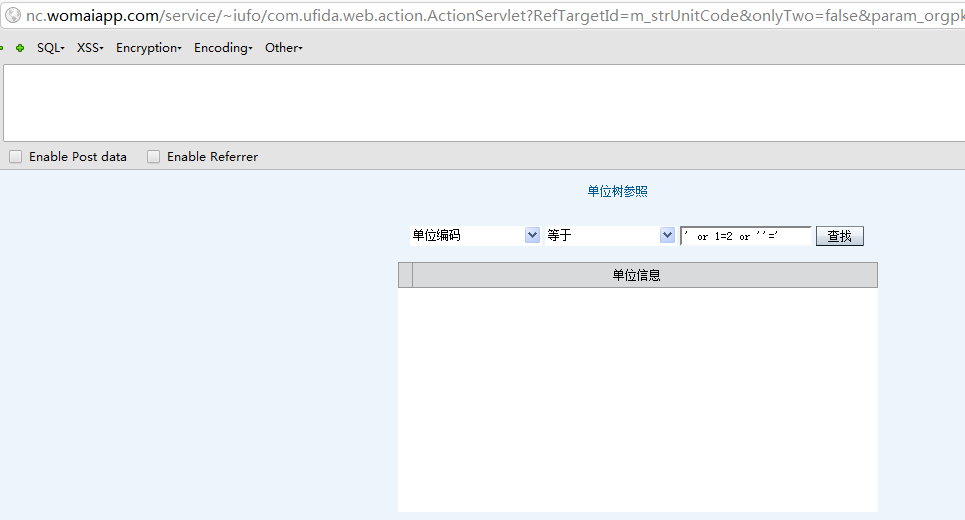 nc.womaiapp.com/service/~iufo/com.ufida.web.action.ActionServlet?RefTargetId=m_strUnitCode&onlyTwo=false&param_orgpk
SQL- XSS- Encryption- Encoding- Other-
Enable Post data Enable Referrer
单位树参照
单位编码 等于 ' or 1=2 or ''=' 查找
单位信息